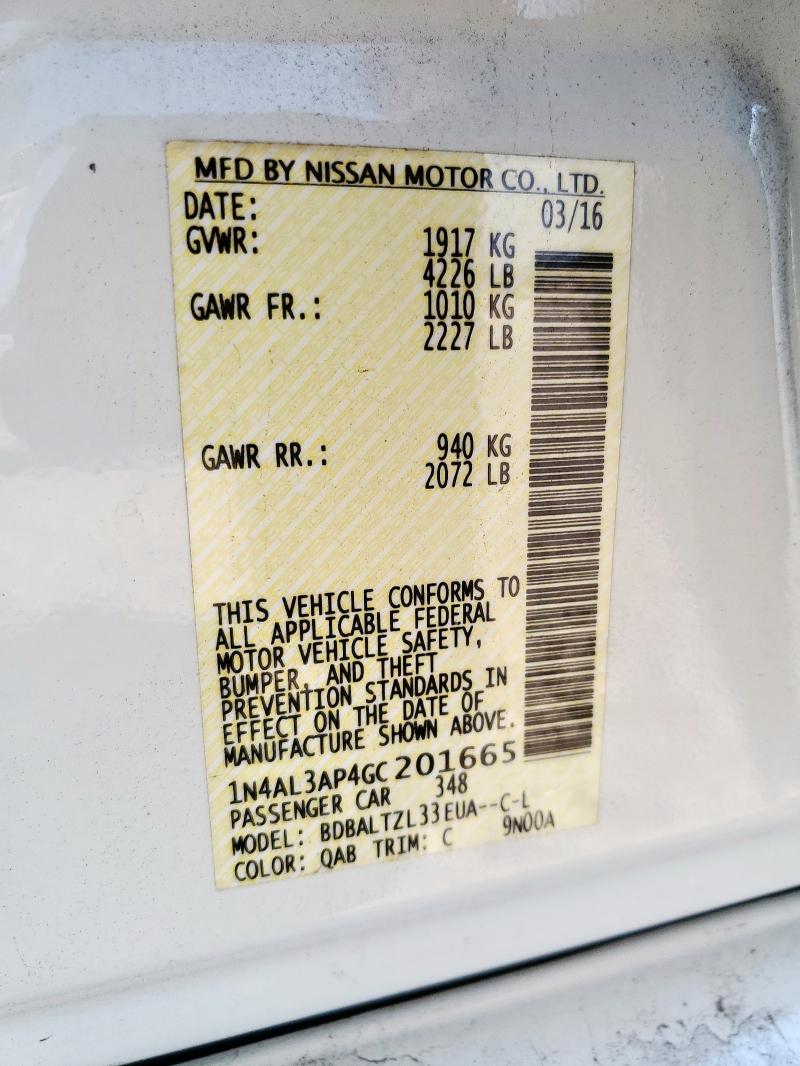 MFD BY NISSAN MOTOR CO., LTD.
DATE: 03/16
GVWR: 1917 KG
4226 LB
GAWR FR.: 1010 KG
2227 LB
GAWR RR.: 940 KG
2072 LB
THIS VEHICLE CONFORMS TO
ALL APPLICABLE FEDERAL
MOTOR VEHICLE SAFETY,
BUMPER, AND THEFT
PREVENTION STANDARDS IN
EFFECT ON THE DATE OF
MANUFACTURE SHOWN ABOVE.
1N4AL3AP4GC201665
PASSENGER CAR 348
MODEL: BDBALTZL33EUA--C-L
COLOR: QAB TRIM: C 9N00A